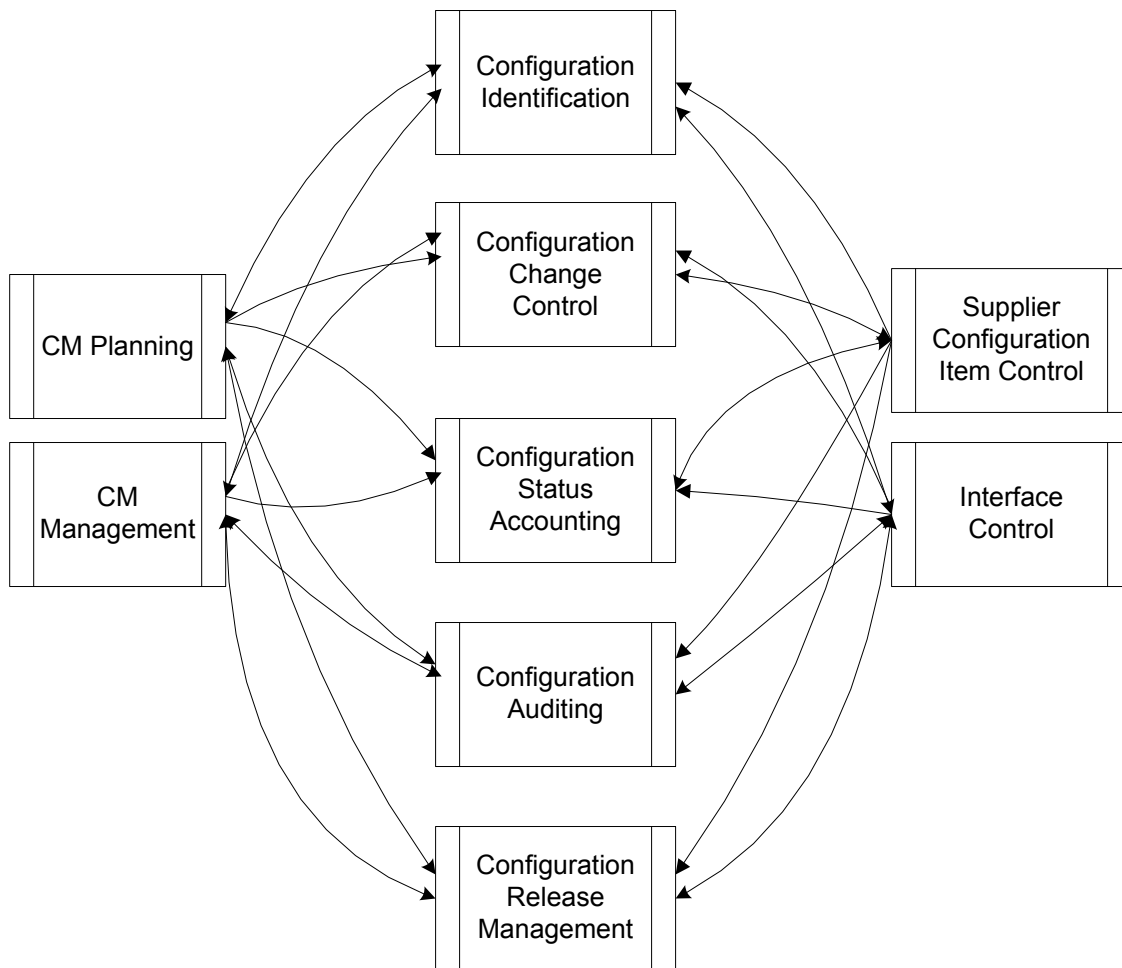 Configuration
Identification
Configuration
Change
Control
CM Planning
Supplier
Configuration
Item Control
CM
Management
Configuration
Status
Accounting
Interface
Control
Configuration
Auditing
Configuration
Release
Management